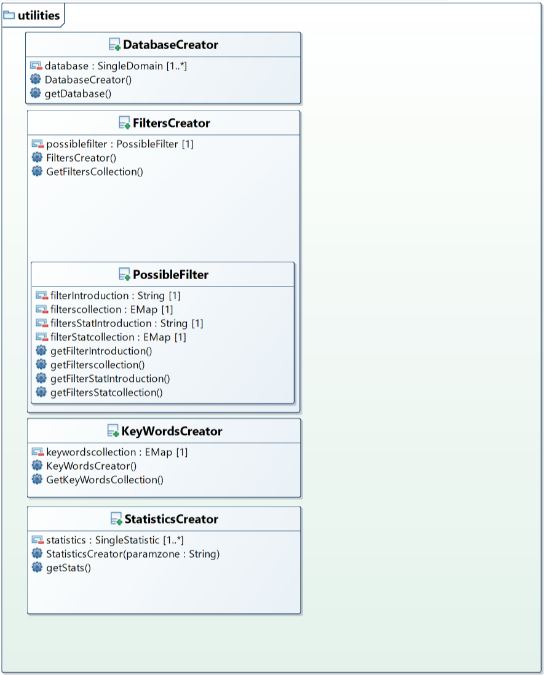 utilities
DatabaseCreator
database : SingleDomain [1..*]
DatabaseCreator()
getDatabase()
FiltersCreator
possiblefilter : PossibleFilter [1]
FiltersCreator()
GetFiltersCollection()
PossibleFilter
filterIntroduction : String [1]
filterscollection : EMap [1]
filtersStatIntroduction : String [1]
filterStatcollection : EMap [1]
getFilterIntroduction()
getFilterscollection()
getFilterStatIntroduction()
getFiltersStatcollection()
KeyWordsCreator
keywordscollection : EMap [1]
KeyWordsCreator()
GetKeyWordsCollection()
StatisticsCreator
statistics : SingleStatistic [1..*]
StatisticsCreator(paramzone : String)
getStats()